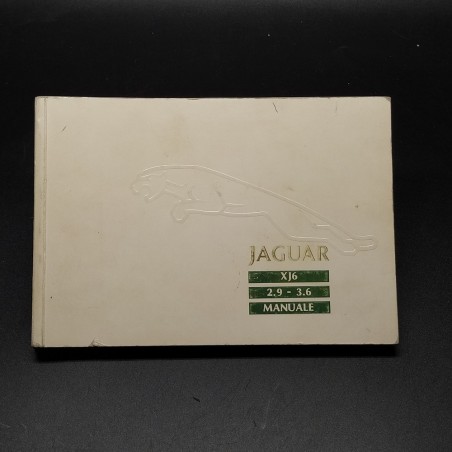 JAGUAR
XJ6
2,9 - 3.6
MANUALE